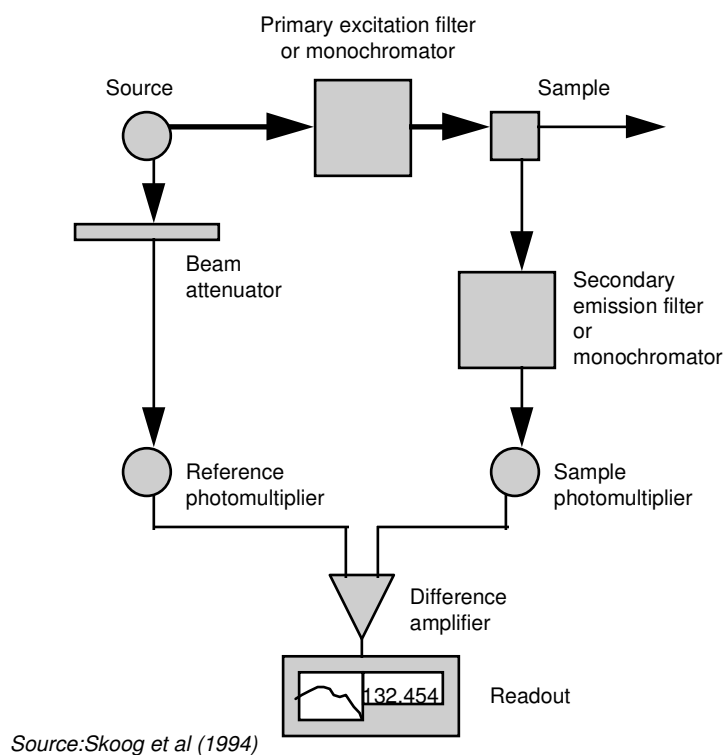 Primary excitation filter
or monochromator
Source
Sample
Beam
attenuator
Secondary
emission filter
or
monochromator
Reference
photomultiplier
Sample
photomultiplier
Difference
amplifier
132.454
Readout
Source:Skoog et al (1994)